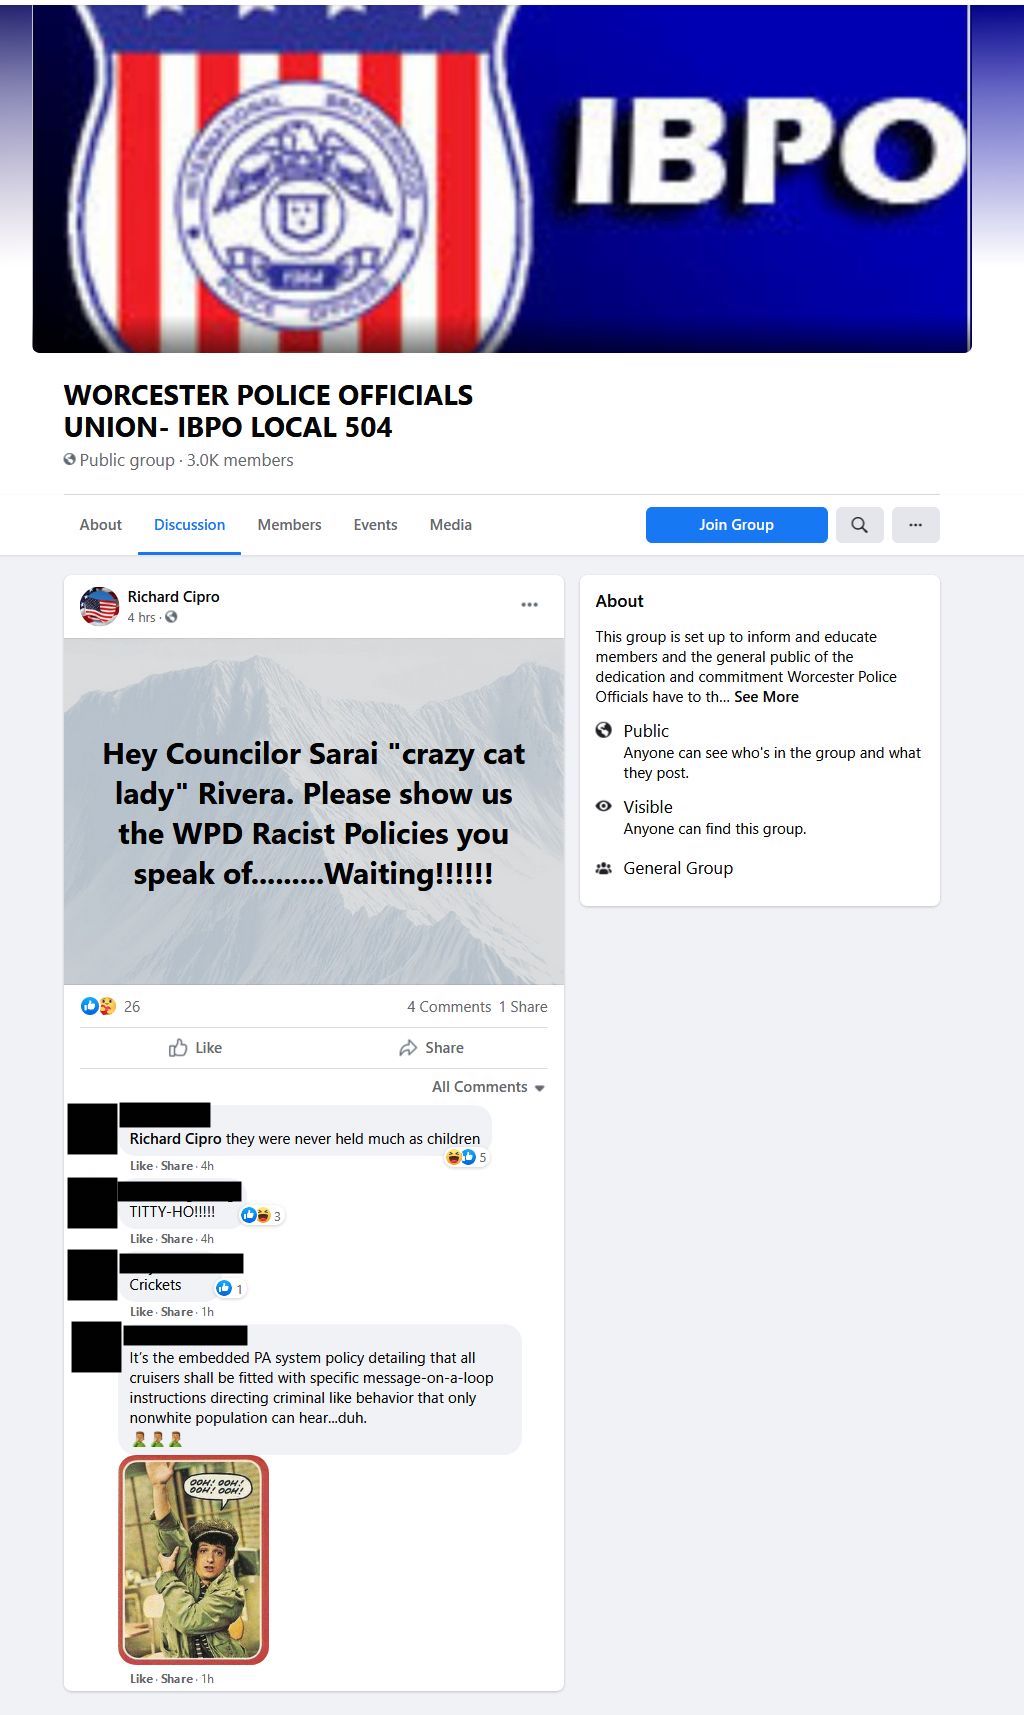 INTERNATIONAL BROTHERHOOD
1964
POLICE OFFICERS
IBPO
WORCESTER POLICE OFFICIALS
UNION- IBPO LOCAL 504
Public group · 3.0K members
About Discussion Members Events Media Join Group ...
Richard Cipro
4 hrs ·
Hey Councilor Sarai "crazy cat
lady" Rivera. Please show us
the WPD Racist Policies you
speak of.........Waiting!!!!!!
26 4 Comments 1 Share
Like Share
All Comments
Richard Cipro they were never held much as children
5
Like · Share · 4h
TITTY-HO!!!!!
3
Like · Share · 4h
Crickets
1
Like · Share · 1h
It’s the embedded PA system policy detailing that all
cruisers shall be fitted with specific message-on-a-loop
instructions directing criminal like behavior that only
nonwhite population can hear...duh.
OOH! OOH!
OOH! OOH!
Like · Share · 1h
About
This group is set up to inform and educate
members and the general public of the
dedication and commitment Worcester Police
Officials have to th... See More
Public
Anyone can see who's in the group and what
they post.
Visible
Anyone can find this group.
General Group